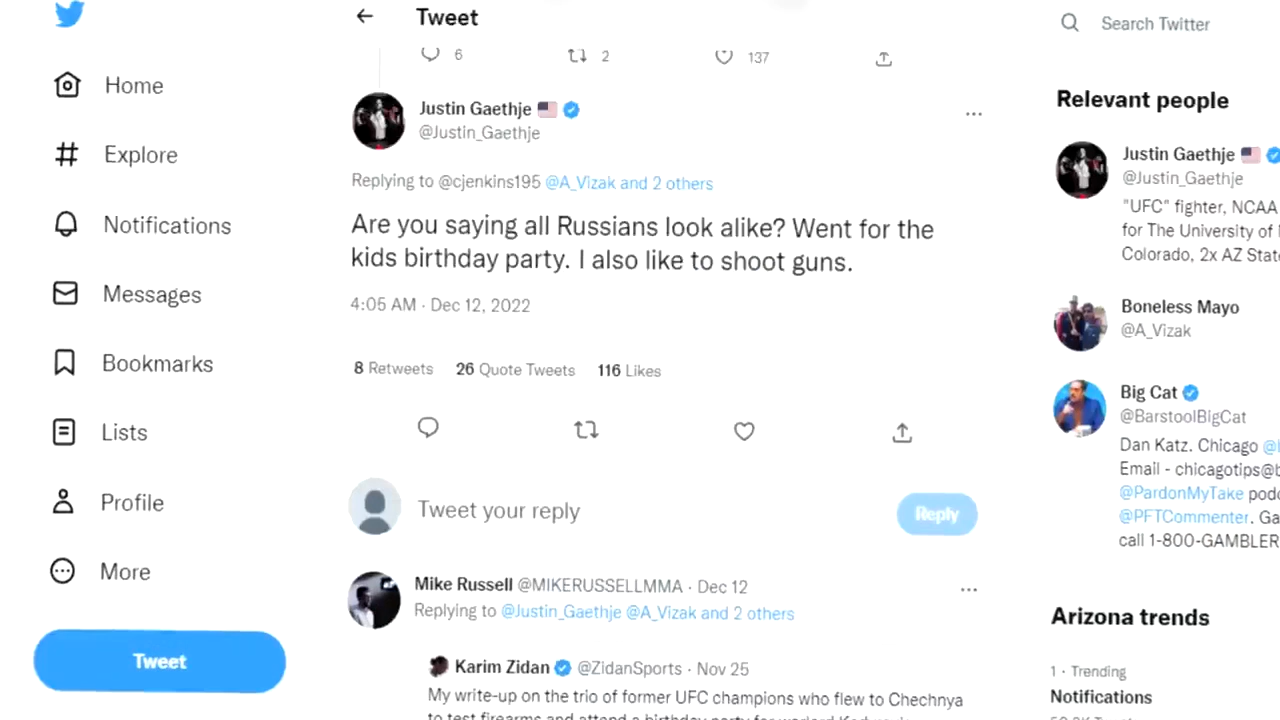 Tweet
Search Twitter
6
2
137
Home
Explore
Notifications
Messages
Bookmarks
Lists
Profile
More
Tweet
Justin Gaethje
@Justin_Gaethje
Replying to @cjenkins195 @A_Vizak and 2 others
Are you saying all Russians look alike? Went for the
kids birthday party. I also like to shoot guns.
4:05 AM · Dec 12, 2022
8 Retweets 26 Quote Tweets 116 Likes
Tweet your reply
Reply
Mike Russell @MIKERUSSELLMMA · Dec 12
Replying to @Justin_Gaethje @A_Vizak and 2 others
Karim Zidan @ZidanSports · Nov 25
My write-up on the trio of former UFC champions who flew to Chechnya
to test firearms and attend a birthday party for warlord
Relevant people
Justin Gaethje
@Justin_Gaethje
"UFC" fighter, NCAA
for The University of
Colorado, 2x AZ State
Boneless Mayo
@A_Vizak
Big Cat
@BarstoolBigCat
Dan Katz. Chicago
Email - chicagotips@
@PardonMyTake podc
@PFTCommenter. Ga
call 1-800-GAMBLER
Arizona trends
1 · Trending
Notifications